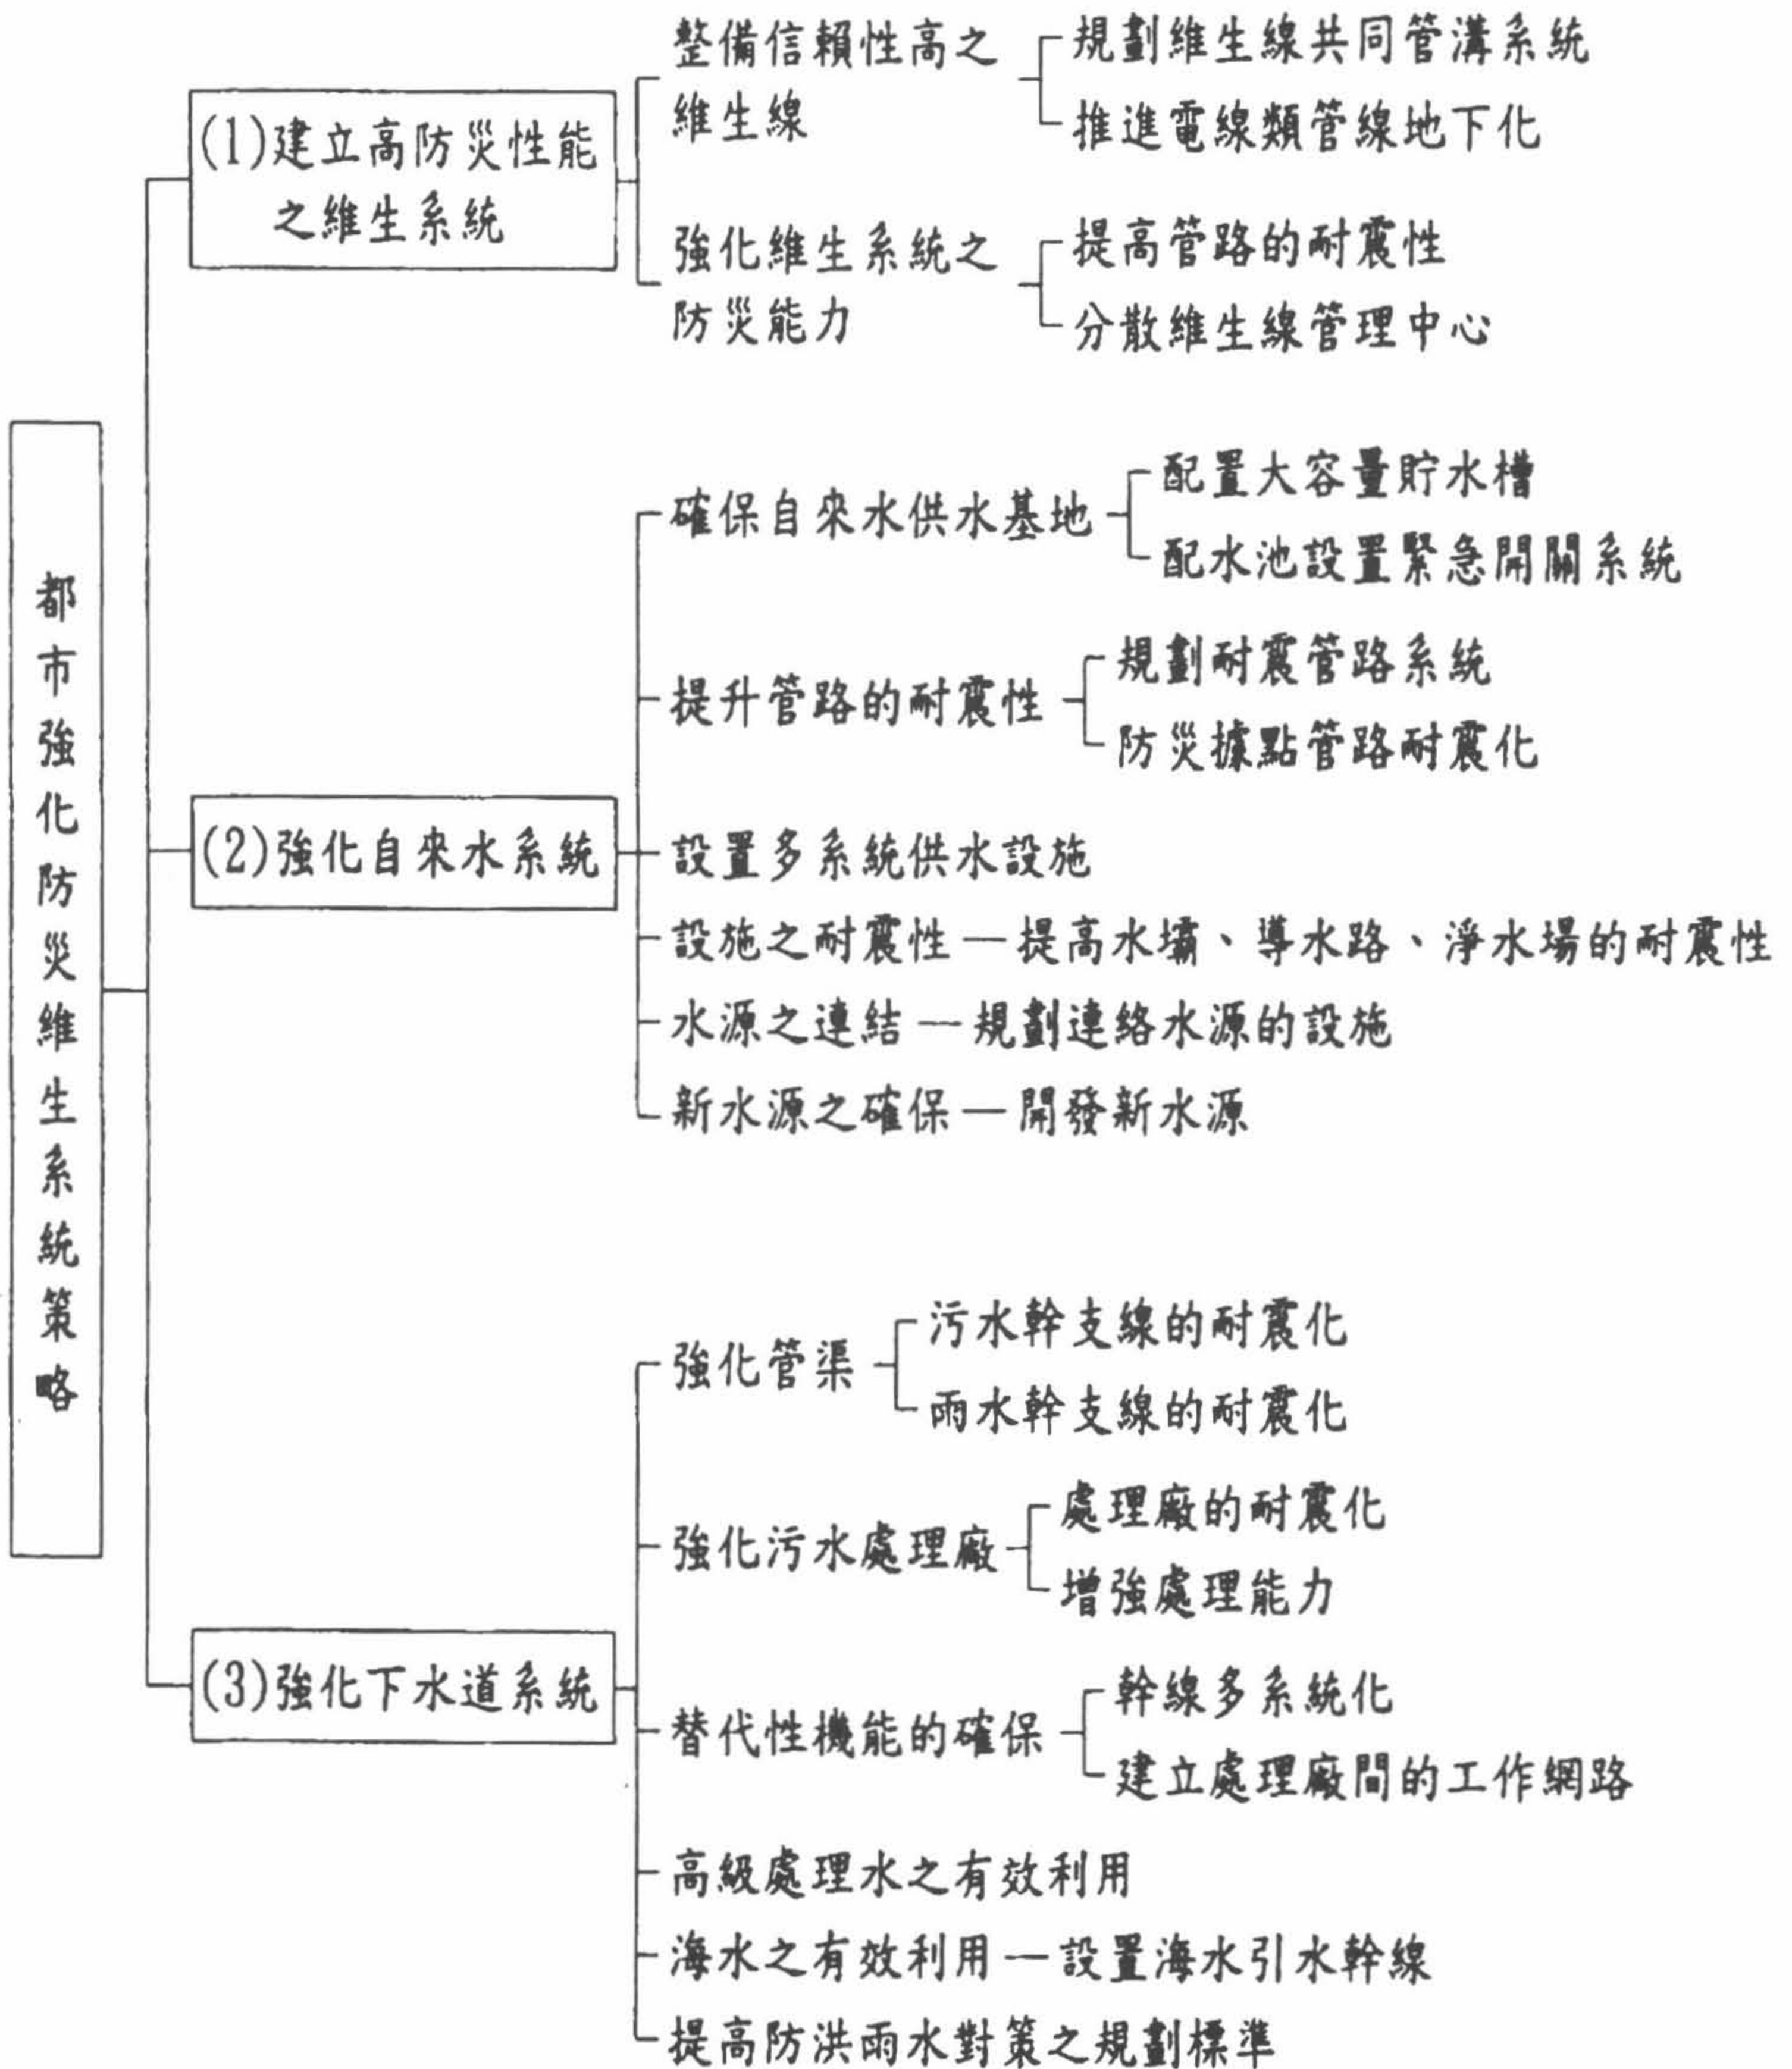 都市強化防災維生系統策略
(1)建立高防災性能
之維生系統
整備信賴性高之
維生線
規劃維生線共同管溝系統
推進電線類管線地下化
強化維生系統之
防災能力
提高管路的耐震性
分散維生線管理中心
(2)強化自來水系統
確保自來水供水基地
配置大容量貯水槽
配水池設置緊急開關系統
提升管路的耐震性
規劃耐震管路系統
防災據點管路耐震化
設置多系統供水設施
設施之耐震性—提高水壩、導水路、淨水場的耐震性
水源之連結—規劃連絡水源的設施
新水源之確保—開發新水源
(3)強化下水道系統
強化管渠
污水幹支線的耐震化
雨水幹支線的耐震化
強化污水處理廠
處理廠的耐震化
增強處理能力
替代性機能的確保
幹線多系統化
建立處理廠間的工作網路
高級處理水之有效利用
海水之有效利用—設置海水引水幹線
提高防洪雨水對策之規劃標準